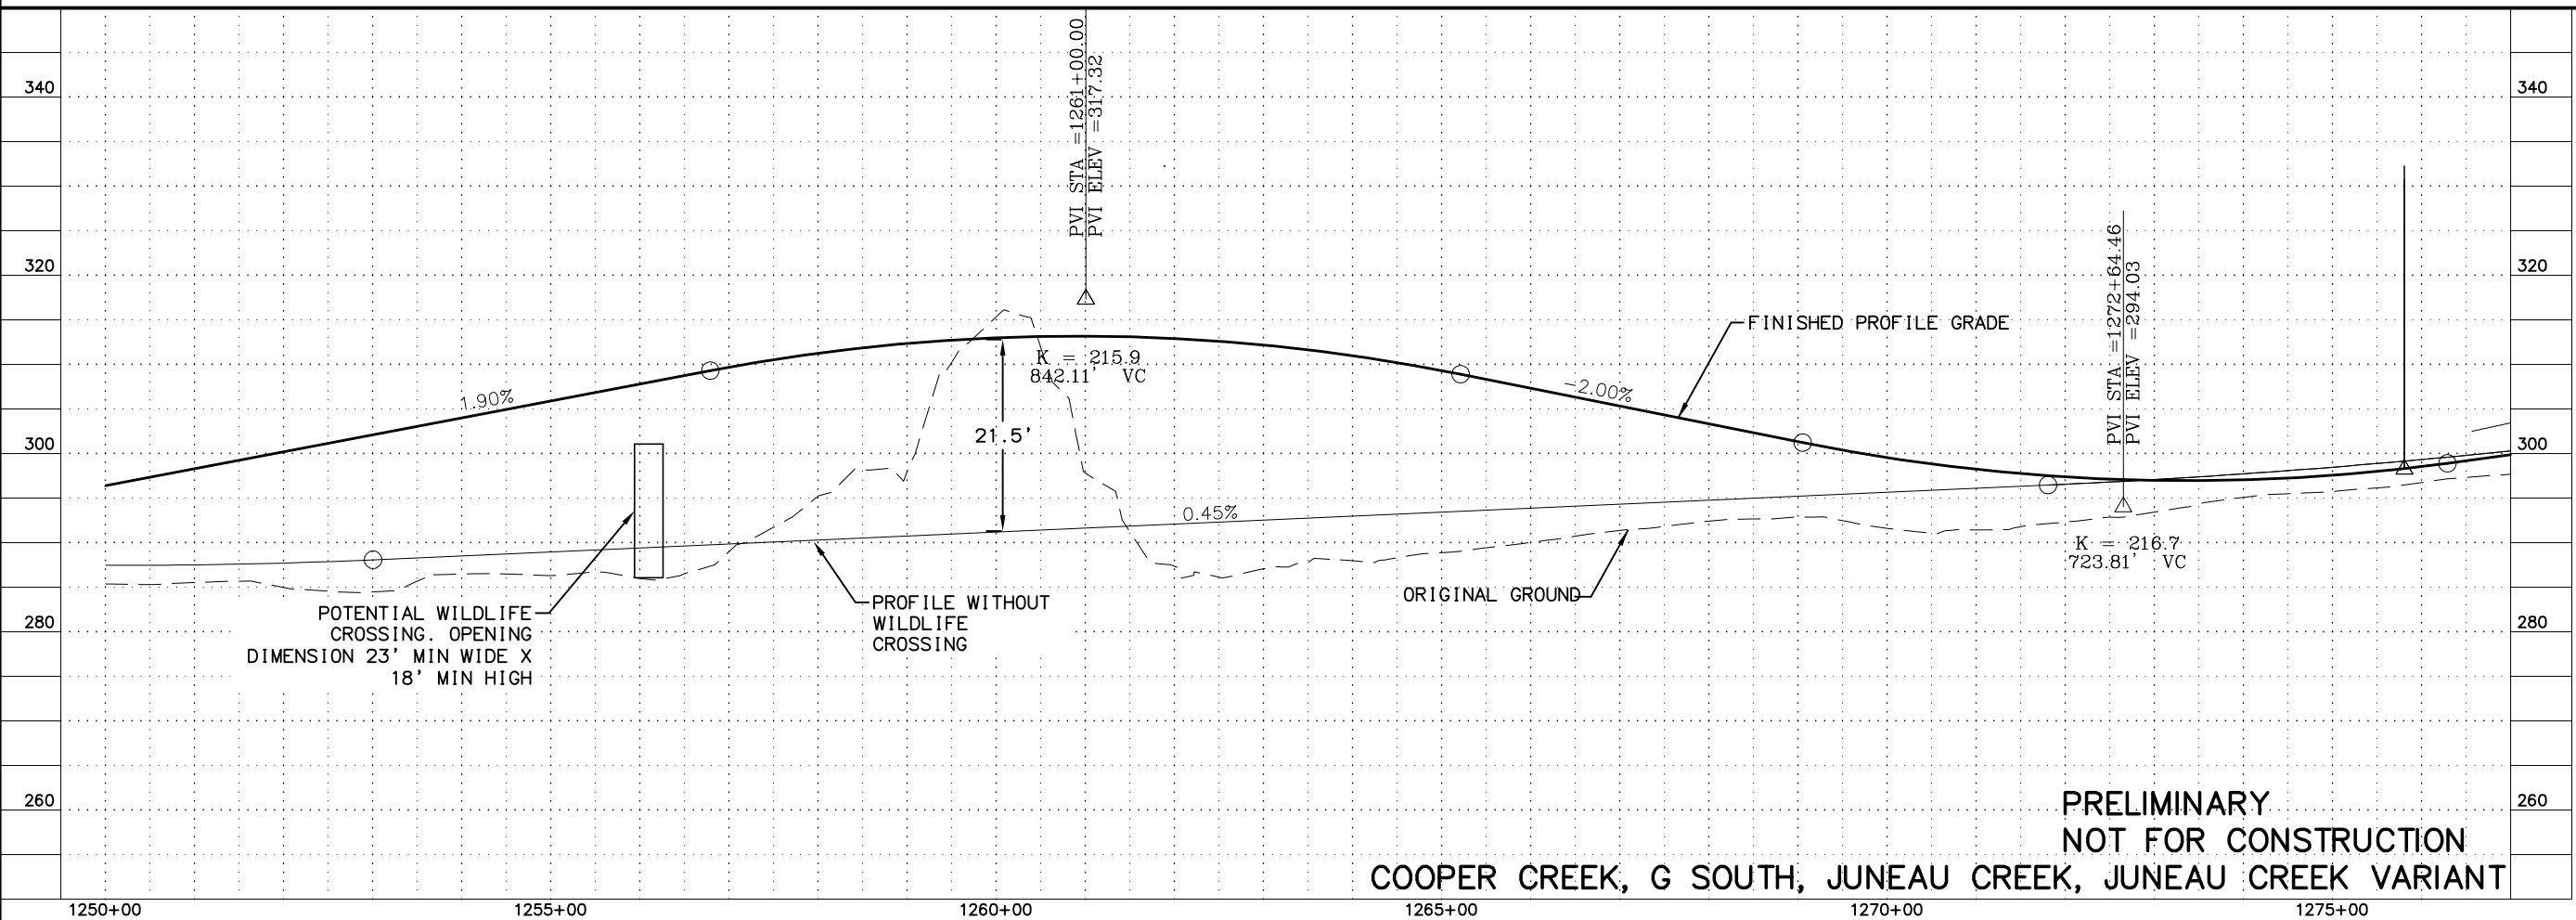 PVI STA =1261+00.00
PVI ELEV =317.32
340
340
320
320
PVI STA =1272+64.46
PVI ELEV =294.03
FINISHED PROFILE GRADE
K = 215.9
842.11' VC
1.90%
-2.00%
21.5'
300
300
0.45%
K = 216.7
723.81' VC
ORIGINAL GROUND
PROFILE WITHOUT
WILDLIFE
CROSSING
POTENTIAL WILDLIFE
CROSSING. OPENING
DIMENSION 23' MIN WIDE X
18' MIN HIGH
280
280
260
260
PRELIMINARY
NOT FOR CONSTRUCTION
COOPER CREEK, G SOUTH, JUNEAU CREEK, JUNEAU CREEK VARIANT
1250+00
1255+00
1260+00
1265+00
1270+00
1275+00